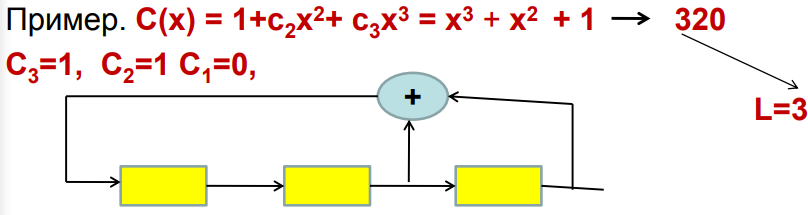 Пример. C(x) = 1+c₂x²+ c₃x³ = x³ + x² + 1 → 320
C₃=1, C₂=1 C₁=0,
+
L=3